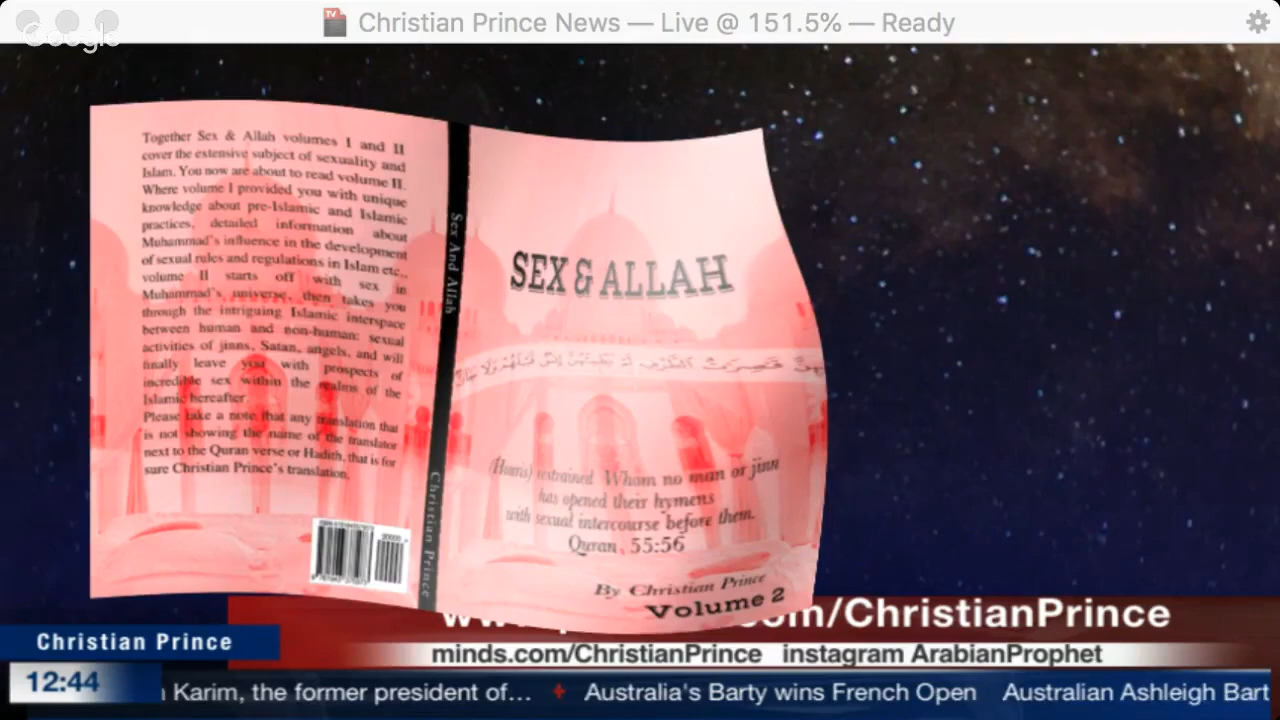 Christian Prince News — Live @ 151.5% — Ready
Google
Together Sex & Allah volumes I and II
cover the extensive subject of sexuality and
Islam. You now are about to read volume II.
Where volume I provided you with unique
knowledge about pre-Islamic and Islamic
practices, detailed information about
Muhammad's influence in the development
of sexual rules and regulations in Islam etc..
volume II starts off with sex in
Muhammad's universe, then takes you
through the intriguing Islamic interspace
between human and non-human: sexual
activities of jinns, Satan, angels, and will
finally leave you with prospects of
incredible sex within the realms of the
Islamic hereafter.
Please take a note that any translation that
is not showing the name of the translator
next to the Quran verse or Hadith, that is for
sure Christian Prince's translation.
20000
Sex And Allah
Christian Prince
SEX & ALLAH
(Houris) restrained Whom no man or jinn
has opened their hymens
with sexual intercourse before them.
Quran, 55:56
By Christian Prince
Volume 2
om/ChristianPrince
minds.com/ChristianPrince instagram ArabianProphet
Christian Prince
12:44
Karim, the former president of... Australia's Barty wins French Open Australian Ashleigh Bart